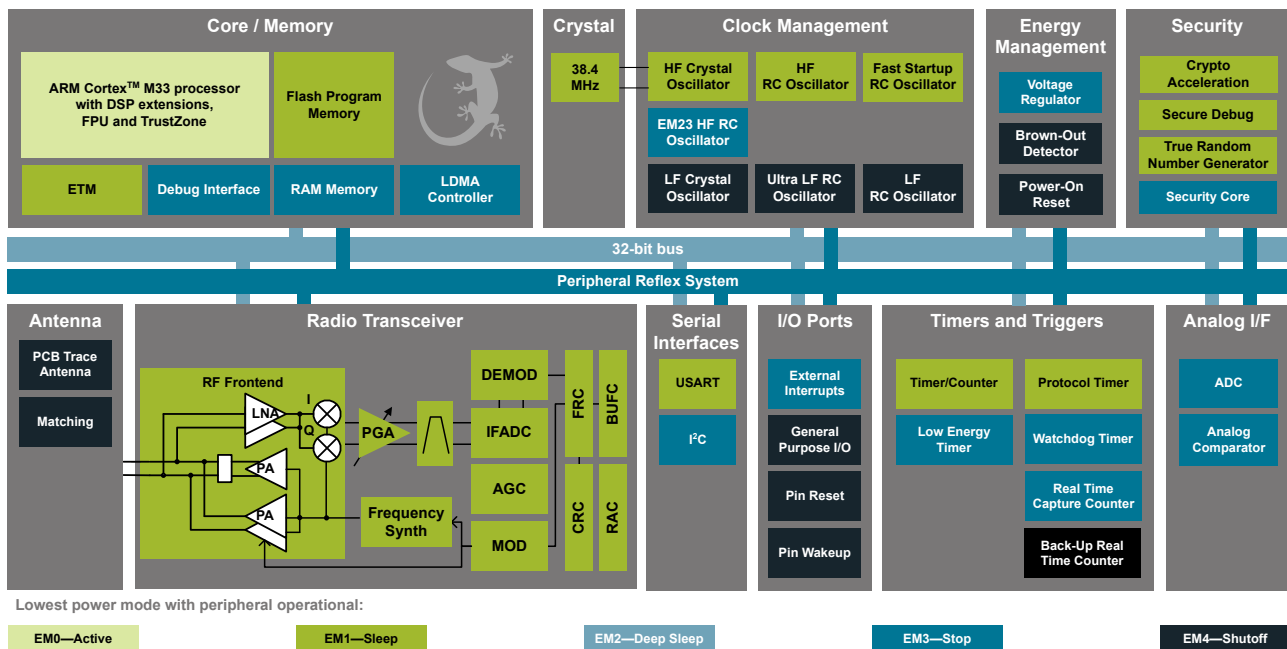 Core / Memory
ARM Cortex™ M33 processor
with DSP extensions,
FPU and TrustZone
Flash Program
Memory
ETM
Debug Interface
RAM Memory
LDMA
Controller
Crystal
38.4
MHz
Clock Management
HF Crystal
Oscillator
HF
RC Oscillator
Fast Startup
RC Oscillator
EM23 HF RC
Oscillator
LF Crystal
Oscillator
Ultra LF RC
Oscillator
LF
RC Oscillator
Energy
Management
Voltage
Regulator
Brown-Out
Detector
Power-On
Reset
Security
Crypto
Acceleration
Secure Debug
True Random
Number Generator
Security Core
32-bit bus
Peripheral Reflex System
Antenna
PCB Trace
Antenna
Matching
Radio Transceiver
RF Frontend
LNA
I
Q
PA
PA
PGA
Frequency
Synth
DEMOD
IFADC
AGC
MOD
FRC
BUFC
CRC
RAC
Serial
Interfaces
USART
I²C
I/O Ports
External
Interrupts
General
Purpose I/O
Pin Reset
Pin Wakeup
Timers and Triggers
Timer/Counter
Protocol Timer
Low Energy
Timer
Watchdog Timer
Real Time
Capture Counter
Back-Up Real
Time Counter
Analog I/F
ADC
Analog
Comparator
Lowest power mode with peripheral operational:
EM0—Active
EM1—Sleep
EM2—Deep Sleep
EM3—Stop
EM4—Shutoff